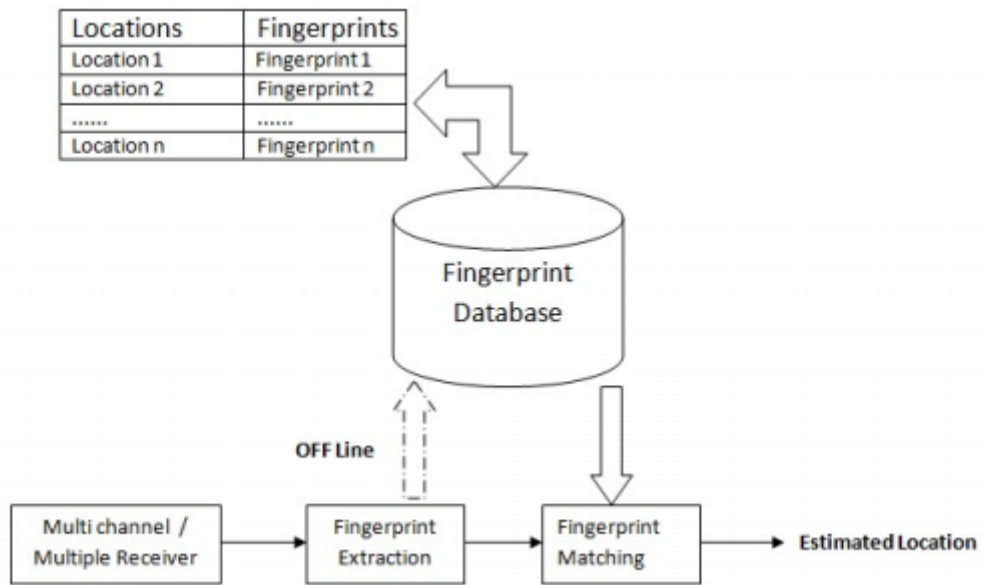 Locations Fingerprints
Location 1 Fingerprint 1
Location 2 Fingerprint 2
...... ......
Location n Fingerprint n
Fingerprint
Database
OFF Line
Multi channel /
Multiple Receiver
Fingerprint
Extraction
Fingerprint
Matching
Estimated Location